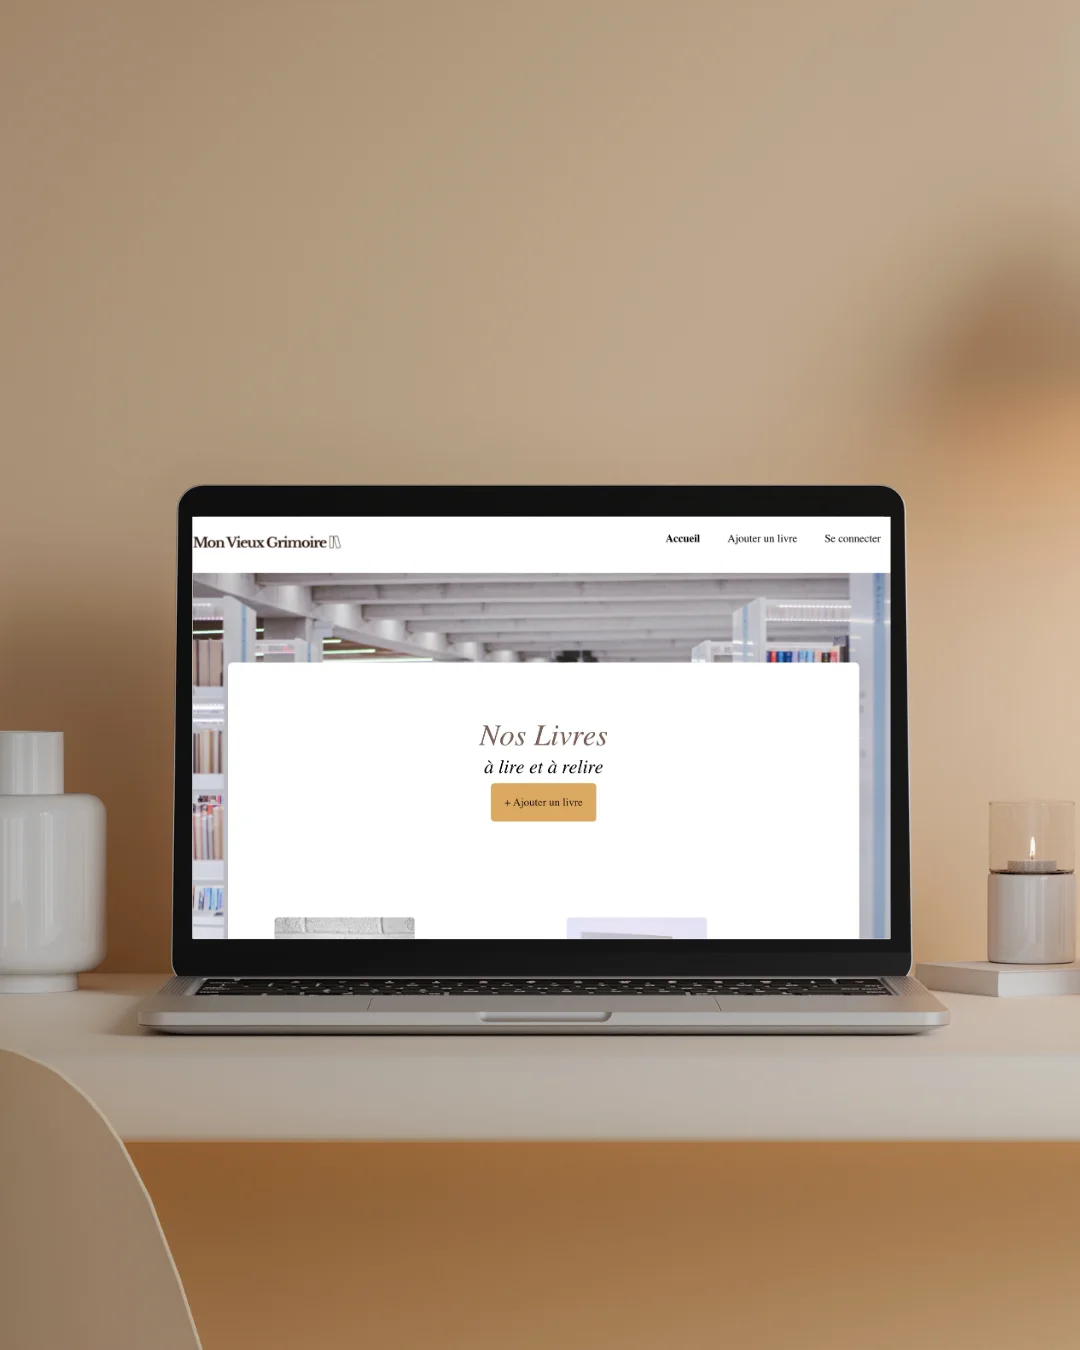 Mon Vieux Grimoire
Accueil Ajouter un livre Se connecter
Nos Livres
à lire et à relire
+ Ajouter un livre